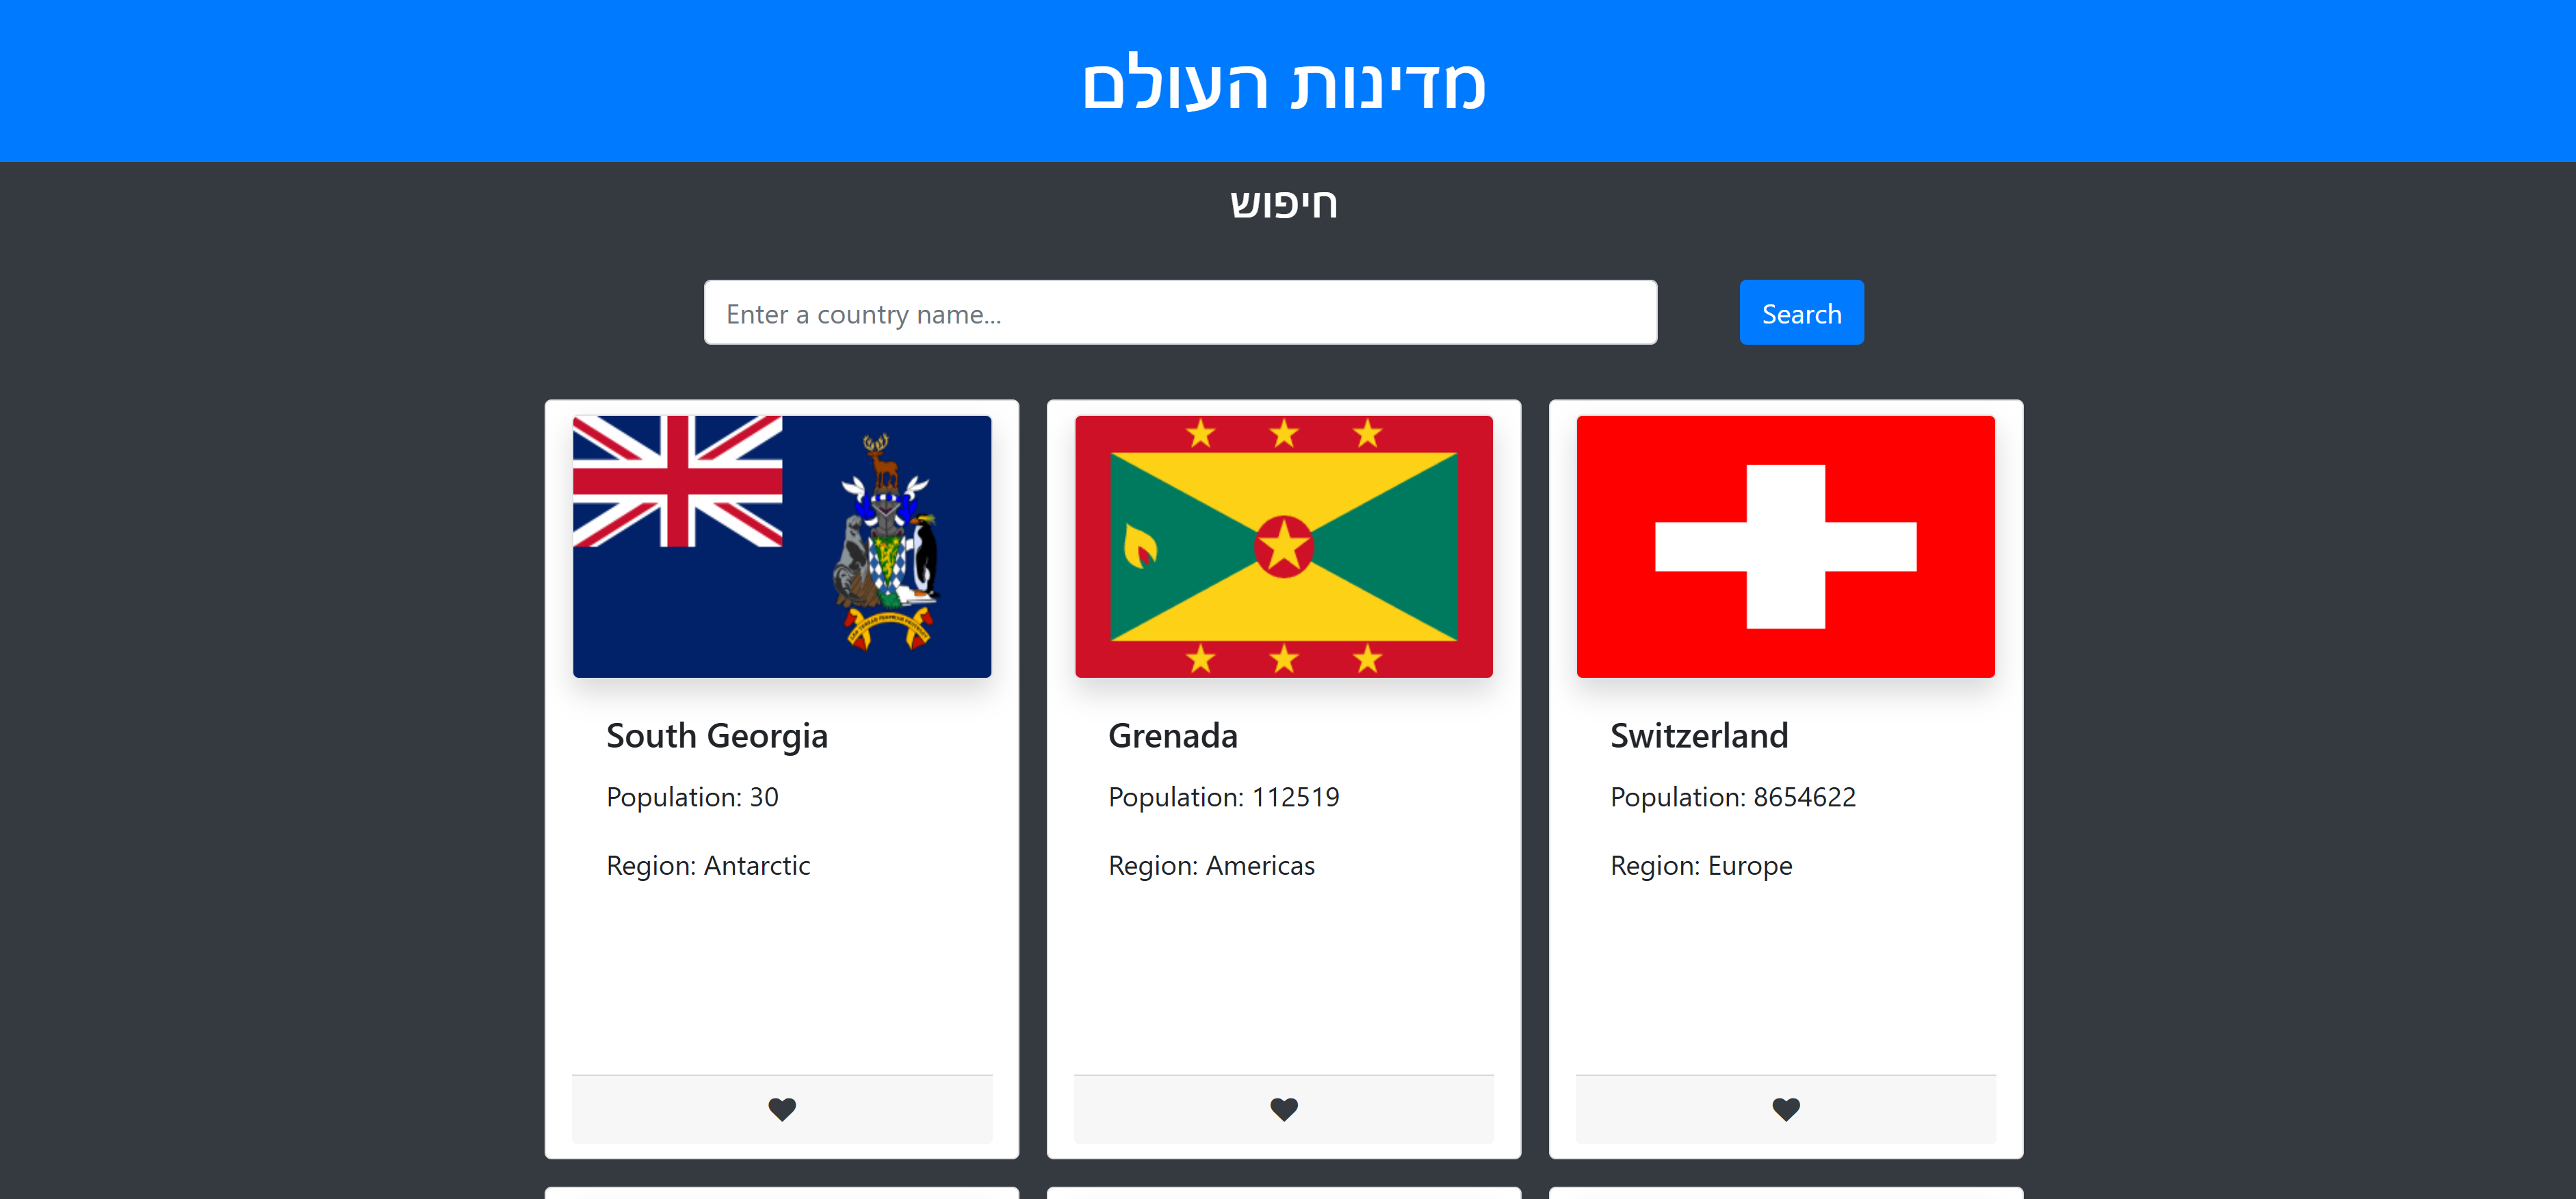 מדינות העולם
חיפוש
Enter a country name...
Search
South Georgia
Population: 30
Region: Antarctic
Grenada
Population: 112519
Region: Americas
Switzerland
Population: 8654622
Region: Europe